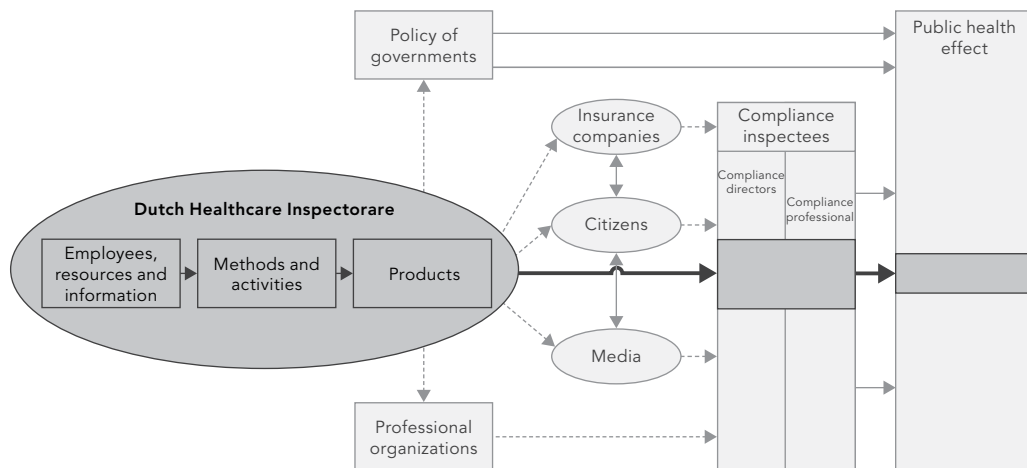 Policy of
governments
Public health
effect
Insurance
companies
Compliance
inspectees
Compliance
directors
Compliance
professional
Dutch Healthcare Inspectorare
Citizens
Employees,
resources and
information
Methods and
activities
Products
Media
Professional
organizations